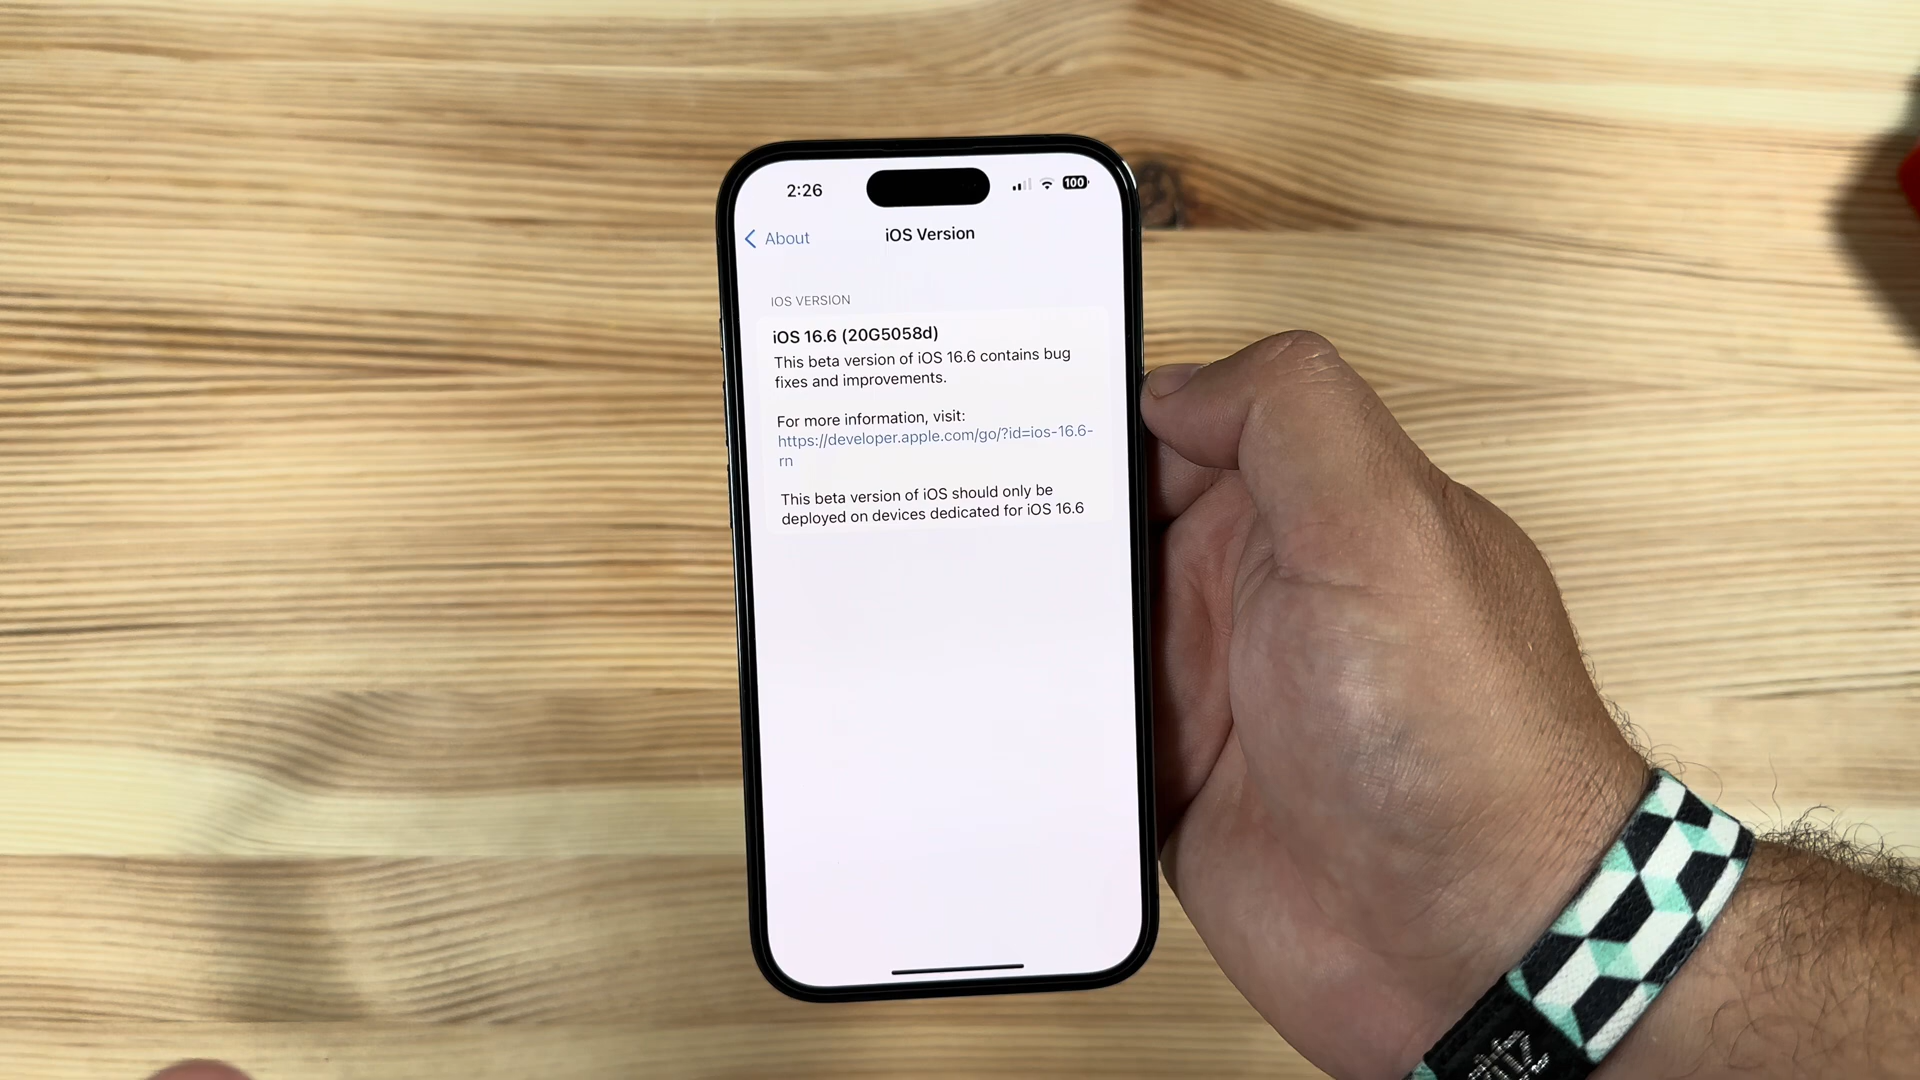 2:26
100
About
iOS Version
IOS VERSION
iOS 16.6 (20G5058d)
This beta version of iOS 16.6 contains bug
fixes and improvements.
For more information, visit:
https://developer.apple.com/go/?id=ios-16.6-
rn
This beta version of iOS should only be
deployed on devices dedicated for iOS 16.6